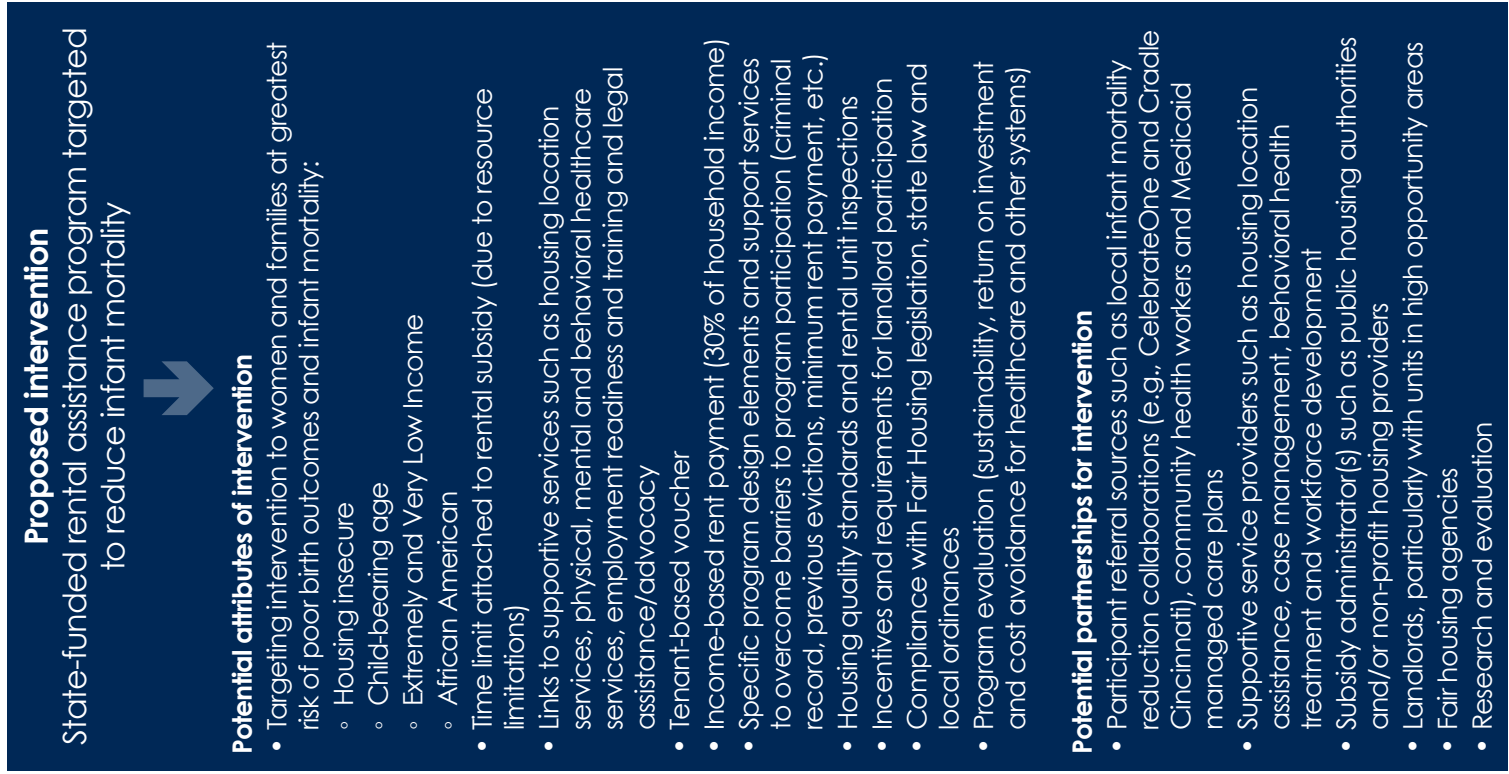 Proposed intervention
State-funded rental assistance program targeted
to reduce infant mortality
Potential attributes of intervention
• Targeting intervention to women and families at greatest
risk of poor birth outcomes and infant mortality:
◦ Housing insecure
◦ Child-bearing age
◦ Extremely and Very Low Income
◦ African American
• Time limit attached to rental subsidy (due to resource
limitations)
• Links to supportive services such as housing location
services, physical, mental and behavioral healthcare
services, employment readiness and training and legal
assistance/advocacy
• Tenant-based voucher
• Income-based rent payment (30% of household income)
• Specific program design elements and support services
to overcome barriers to program participation (criminal
record, previous evictions, minimum rent payment, etc.)
• Housing quality standards and rental unit inspections
• Incentives and requirements for landlord participation
• Compliance with Fair Housing legislation, state law and
local ordinances
• Program evaluation (sustainability, return on investment
and cost avoidance for healthcare and other systems)
Potential partnerships for intervention
• Participant referral sources such as local infant mortality
reduction collaborations (e.g., CelebrateOne and Cradle
Cincinnati), community health workers and Medicaid
managed care plans
• Supportive service providers such as housing location
assistance, case management, behavioral health
treatment and workforce development
• Subsidy administrator(s) such as public housing authorities
and/or non-profit housing providers
• Landlords, particularly with units in high opportunity areas
• Fair housing agencies
• Research and evaluation